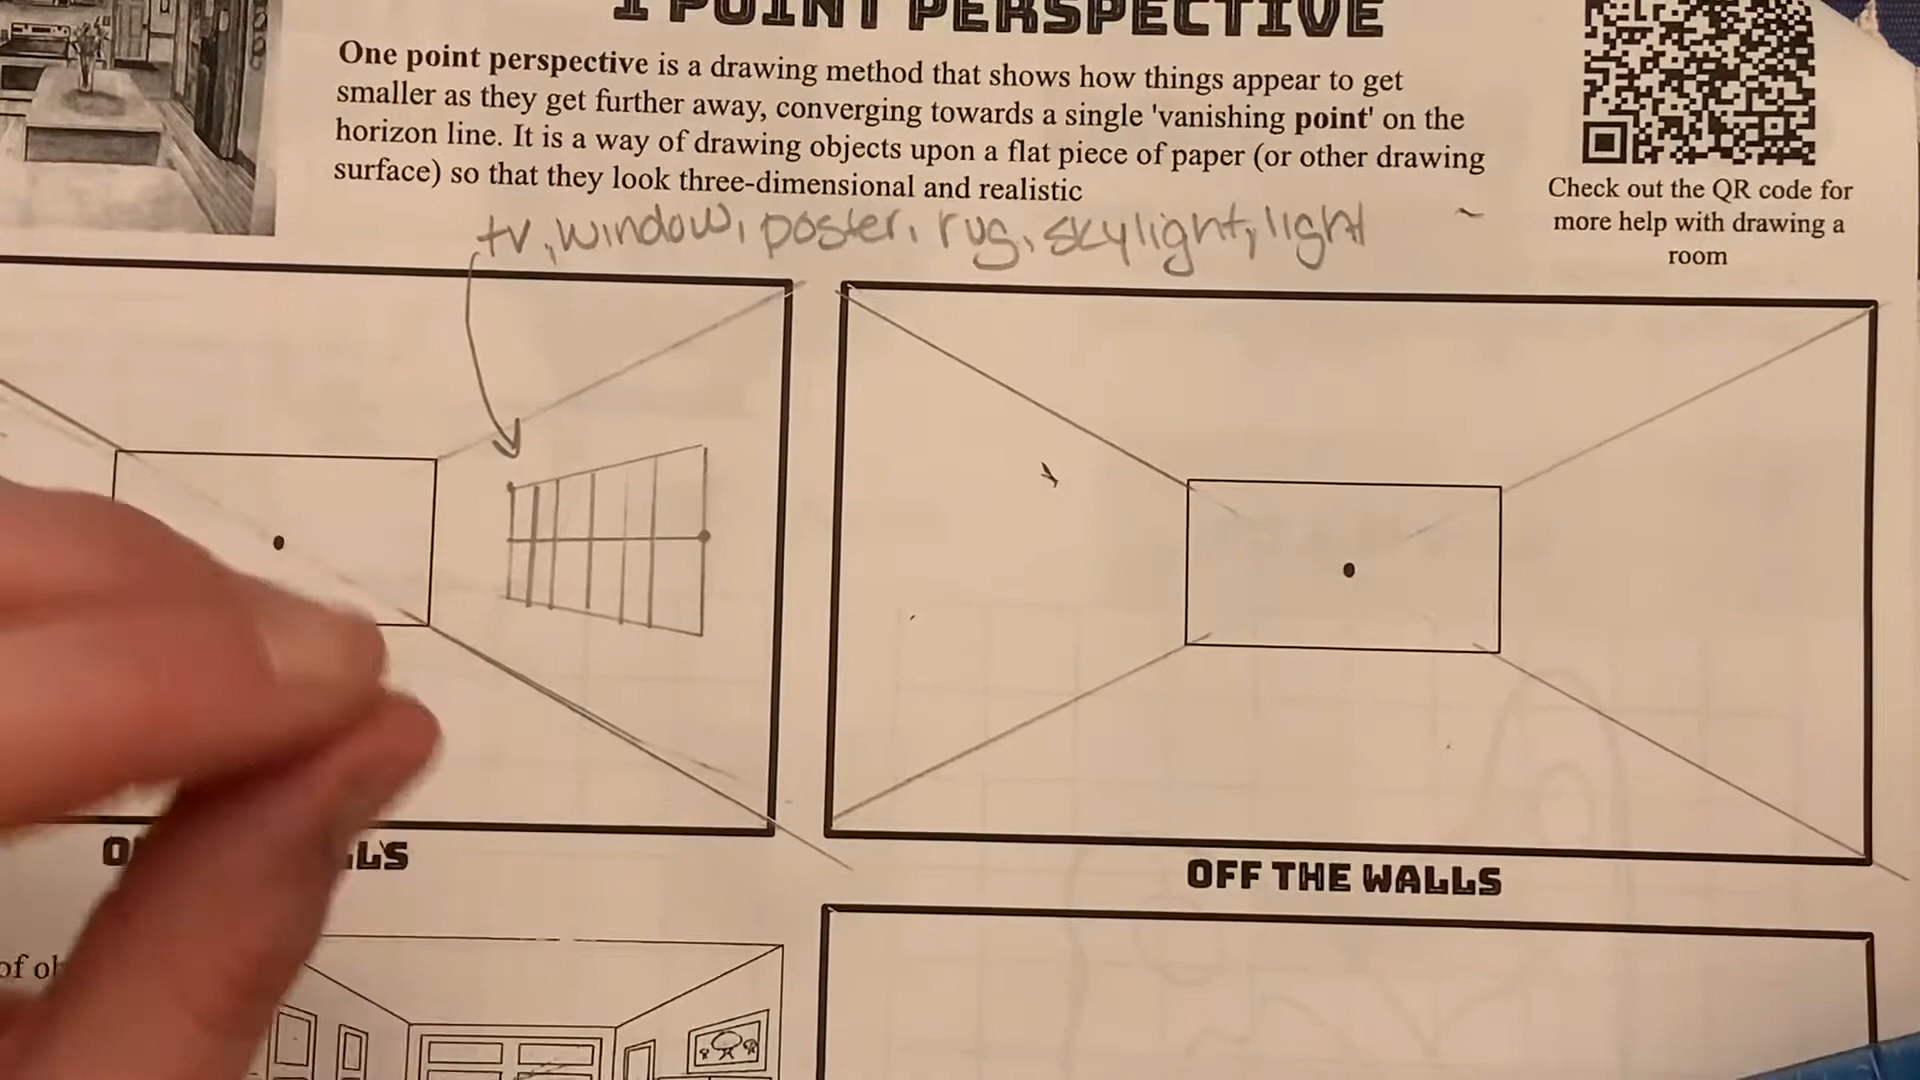 1 POINT PERSPECTIVE
One point perspective is a drawing method that shows how things appear to get
smaller as they get further away, converging towards a single 'vanishing point' on the
horizon line. It is a way of drawing objects upon a flat piece of paper (or other drawing
surface) so that they look three-dimensional and realistic
Check out the QR code for
more help with drawing a
room
tv, window, poster, rug, skylight, light
OFF THE WALLS
of